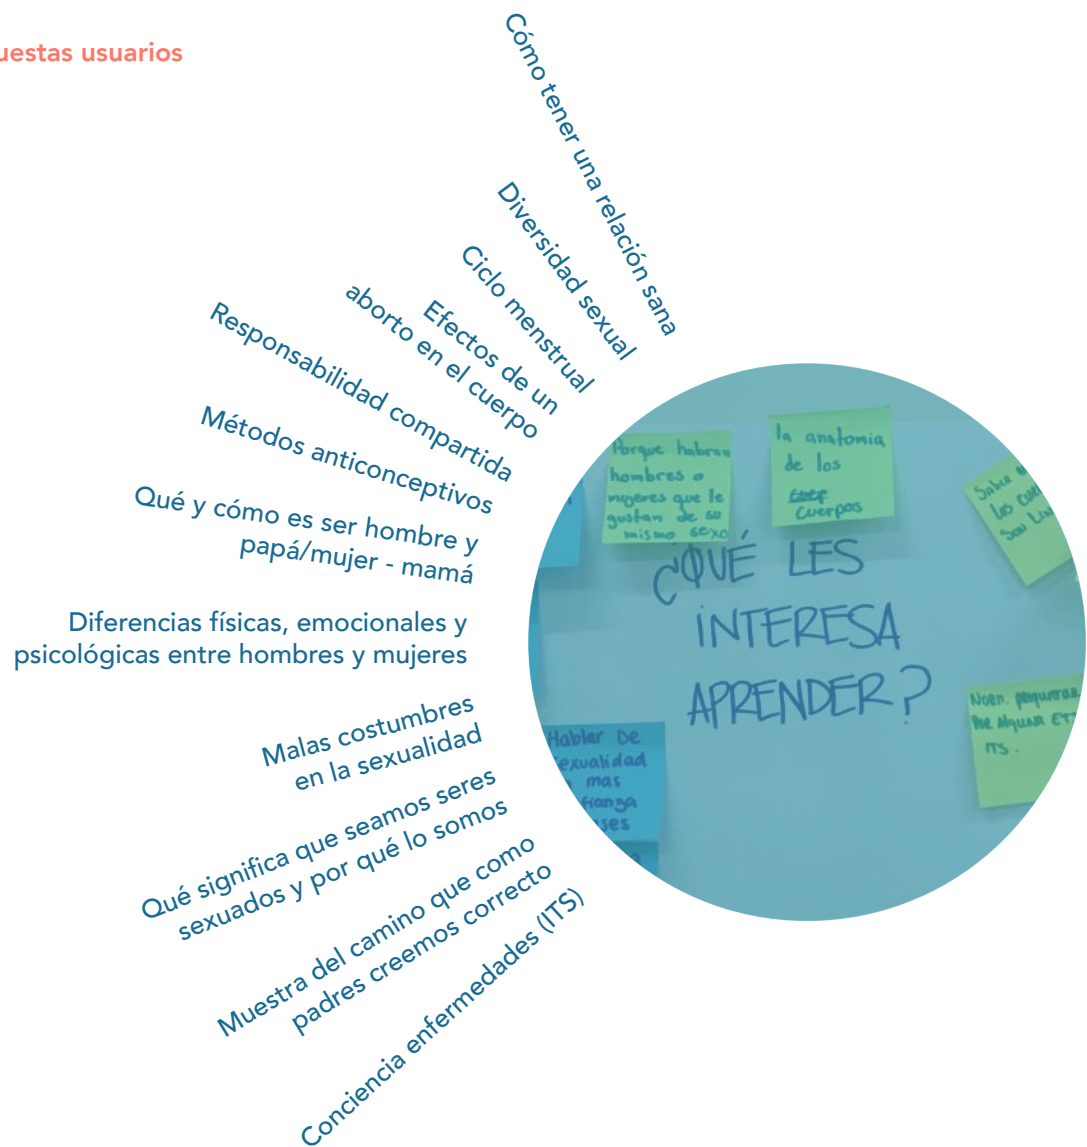 uestas usuarios
Cómo tener una relación sana
Diversidad sexual
Ciclo menstrual
Efectos de un
aborto en el cuerpo
Responsabilidad compartida
Métodos anticonceptivos
Qué y cómo es ser hombre y
papá/mujer - mamá
Diferencias físicas, emocionales y
psicológicas entre hombres y mujeres
Malas costumbres
en la sexualidad
Qué significa que seamos seres
sexuados y por qué lo somos
Muestra del camino que como
padres creemos correcto
Conciencia enfermedades (ITS)
Porque habran
hombres o
mujeres que le
gustan de su
mismo sexo
la anatomia
de los
Cuerpos
¿QUÉ LES
INTERESA
APRENDER?
Hablar De
exualidad
mas
ianza
ses
ITS.